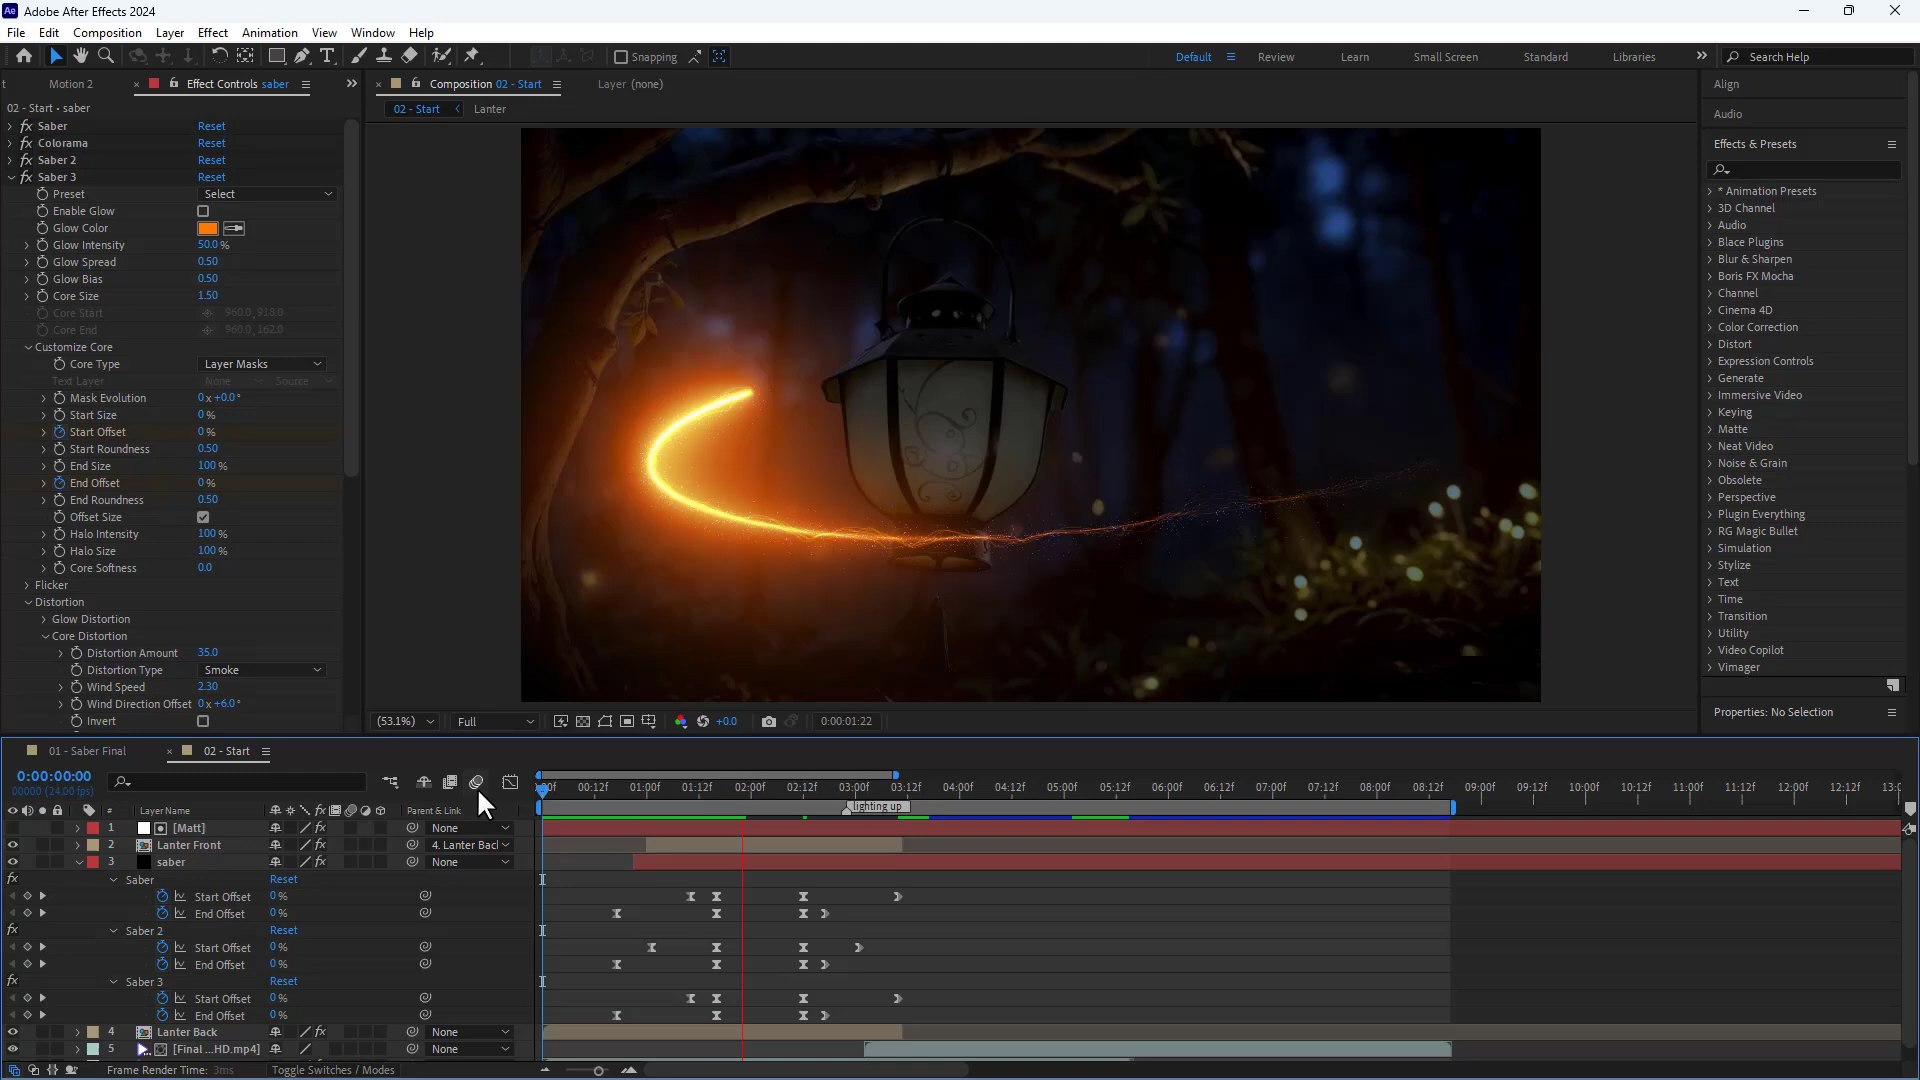 Ae Adobe After Effects 2024
File Edit Composition Layer Effect Animation View Window Help
Snapping Default Review Learn Small Screen Standard Libraries Search Help
Motion 2 Effect Controls saber Composition 02 - Start Layer (none) Align
02 - Start • saber
02 - Start Lanter
Audio
Effects & Presets
Saber Reset
Colorama Reset
Saber 2 Reset
Saber 3 Reset
Preset Select
Enable Glow
Glow Color
Glow Intensity 50.0 %
Glow Spread 0.50
Glow Bias 0.50
Core Size 1.50
Core Start 960.0, 918.0
Core End 960.0, 162.0
Customize Core
Core Type Layer Masks
Text Layer None Source
Mask Evolution 0 x +0.0°
Start Size 0 %
Start Offset 0 %
Start Roundness 0.50
End Size 100 %
End Offset 0 %
End Roundness 0.50
Offset Size
Halo Intensity 100 %
Halo Size 100 %
Core Softness 0.0
Flicker
Distortion
Glow Distortion
Core Distortion
Distortion Amount 35.0
Distortion Type Smoke
Wind Speed 2.30
Wind Direction Offset 0 x +6.0°
Invert
* Animation Presets
3D Channel
Audio
Blace Plugins
Blur & Sharpen
Boris FX Mocha
Channel
Cinema 4D
Color Correction
Distort
Expression Controls
Generate
Immersive Video
Keying
Matte
Neat Video
Noise & Grain
Obsolete
Perspective
Plugin Everything
RG Magic Bullet
Simulation
Stylize
Text
Time
Transition
Utility
Video Copilot
Vimager
Properties: No Selection
(53.1%) Full +0.0 0:00:01:22
01 - Saber Final 02 - Start
0:00:00:00
00000 (24.00 fps)
00:12f 01:00f 01:12f 02:00f 02:12f 03:00f 03:12f 04:00f 04:12f 05:00f 05:12f 06:00f 06:12f 07:00f 07:12f 08:00f 08:12f 09:00f 09:12f 10:00f 10:12f 11:00f 11:12f 12:00f 12:12f 13:0
# Layer Name Parent & Link
lighting up
1 [Matt] None
2 Lanter Front 4. Lanter Bacl
3 saber None
Saber Reset
Start Offset 0 %
End Offset 0 %
Saber 2 Reset
Start Offset 0 %
End Offset 0 %
Saber 3 Reset
Start Offset 0 %
End Offset 0 %
4 Lanter Back None
5 [Final ...HD.mp4] None
Frame Render Time: 3ms Toggle Switches / Modes